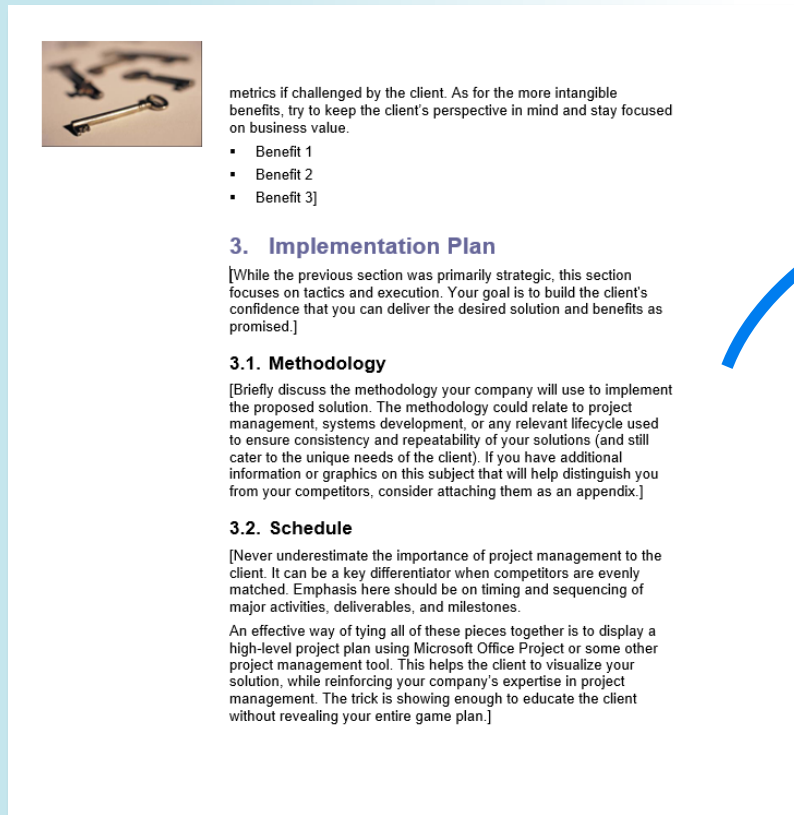 metrics if challenged by the client. As for the more intangible
benefits, try to keep the client's perspective in mind and stay focused
on business value.
▪ Benefit 1
▪ Benefit 2
▪ Benefit 3]
3. Implementation Plan
[While the previous section was primarily strategic, this section
focuses on tactics and execution. Your goal is to build the client's
confidence that you can deliver the desired solution and benefits as
promised.]
3.1. Methodology
[Briefly discuss the methodology your company will use to implement
the proposed solution. The methodology could relate to project
management, systems development, or any relevant lifecycle used
to ensure consistency and repeatability of your solutions (and still
cater to the unique needs of the client). If you have additional
information or graphics on this subject that will help distinguish you
from your competitors, consider attaching them as an appendix.]
3.2. Schedule
[Never underestimate the importance of project management to the
client. It can be a key differentiator when competitors are evenly
matched. Emphasis here should be on timing and sequencing of
major activities, deliverables, and milestones.
An effective way of tying all of these pieces together is to display a
high-level project plan using Microsoft Office Project or some other
project management tool. This helps the client to visualize your
solution, while reinforcing your company's expertise in project
management. The trick is showing enough to educate the client
without revealing your entire game plan.]